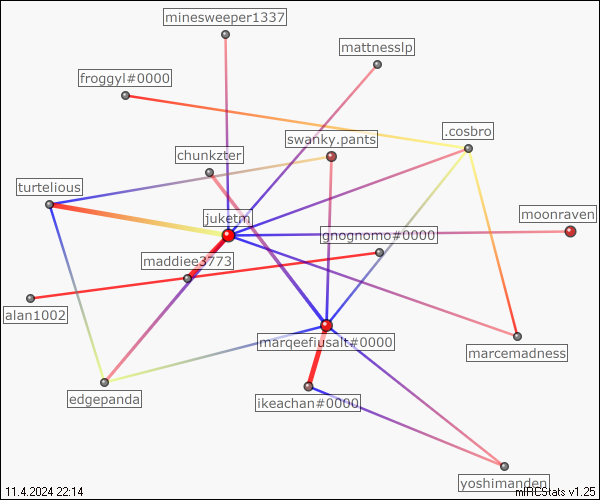 minesweeper1337
mattnesslp
froggyl#0000
.cosbro
swanky.pants
chunkzter
turtelious
moonraven
juketm
gnognomo#0000
maddiee3773
alan1002
marqeefiusalt#0000
marcemadness
edgepanda
ikeachan#0000
yoshimanden
11.4.2024 22:14
mIRCStats v1.25